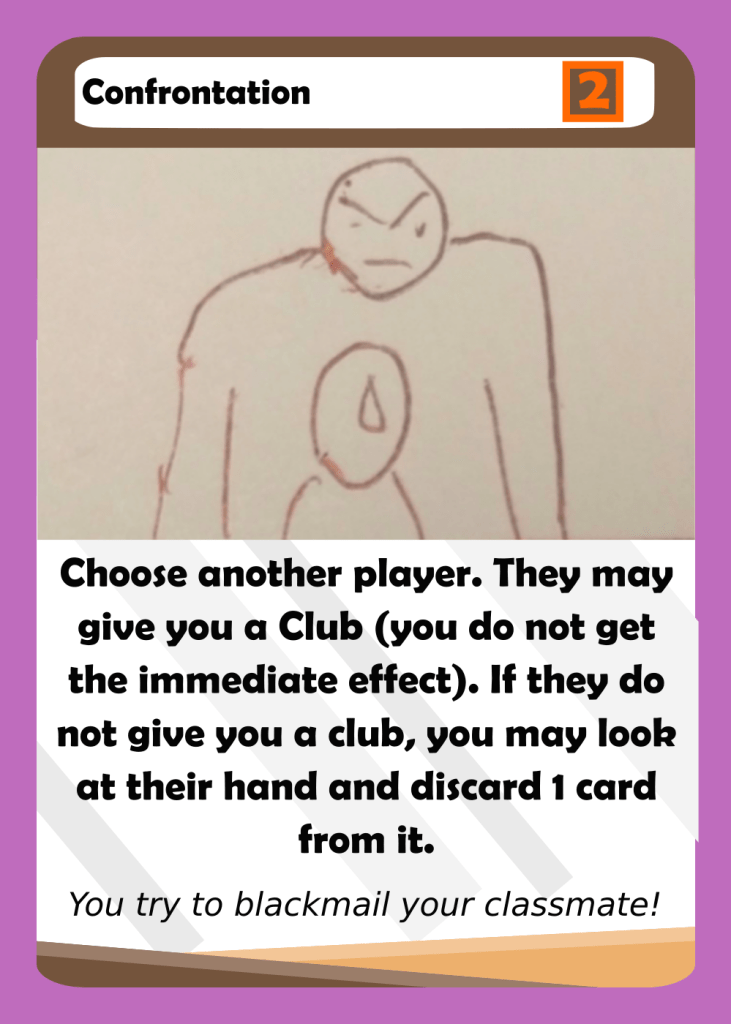 Confrontation 2
Choose another player. They may
give you a Club (you do not get
the immediate effect). If they do
not give you a club, you may look
at their hand and discard 1 card
from it.
You try to blackmail your classmate!